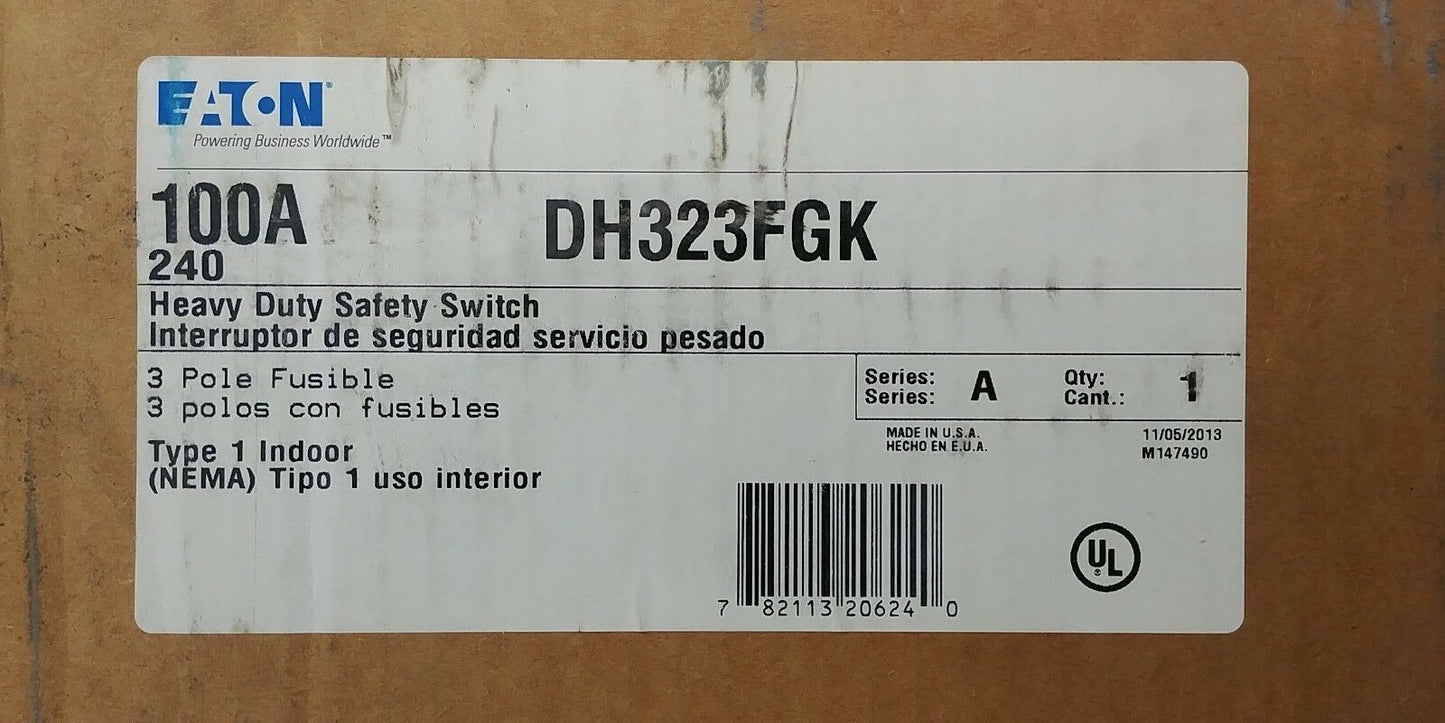 EATON®
Powering Business Worldwide™
100A DH323FGK
240
Heavy Duty Safety Switch
Interruptor de seguridad servicio pesado
3 Pole Fusible
3 polos con fusibles
Series: A Qty: 1
Series: Cant.:
MADE IN U.S.A. 11/05/2013
HECHO EN E.U.A. M147490
Type 1 Indoor
(NEMA) Tipo 1 uso interior
UL®
7 82113 20624 0